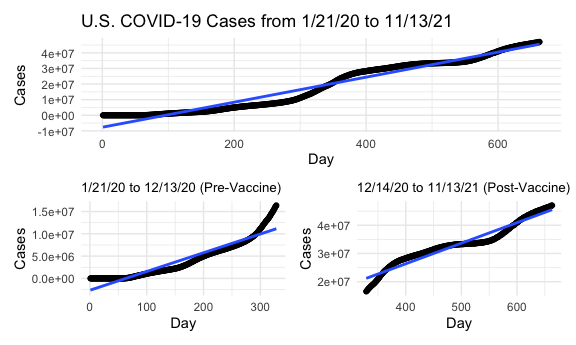 U.S. COVID-19 Cases from 1/21/20 to 11/13/21
4e+07
3e+07
2e+07
1e+07
0e+00
-1e+07
Cases
0 200 400 600
Day
1/21/20 to 12/13/20 (Pre-Vaccine)
1.5e+07
1.0e+07
5.0e+06
0.0e+00
Cases
0 100 200 300
Day
12/14/20 to 11/13/21 (Post-Vaccine)
4e+07
3e+07
2e+07
Cases
400 500 600
Day